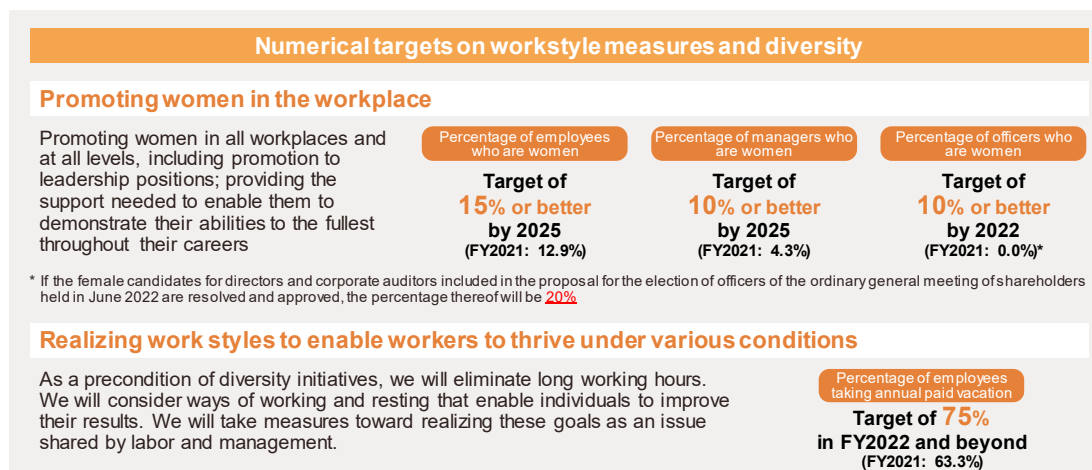 Numerical targets on workstyle measures and diversity
Promoting women in the workplace
Promoting women in all workplaces and
at all levels, including promotion to
leadership positions; providing the
support needed to enable them to
demonstrate their abilities to the fullest
throughout their careers
Percentage of employees
who are women
Target of
15% or better
by 2025
(FY2021: 12.9%)
Percentage of managers who
are women
Target of
10% or better
by 2025
(FY2021: 4.3%)
Percentage of officers who
are women
Target of
10% or better
by 2022
(FY2021: 0.0%)*
* If the female candidates for directors and corporate auditors included in the proposal for the election of officers of the ordinary general meeting of shareholders
held in June 2022 are resolved and approved, the percentage thereof will be 20%
Realizing work styles to enable workers to thrive under various conditions
As a precondition of diversity initiatives, we will eliminate long working hours.
We will consider ways of working and resting that enable individuals to improve
their results. We will take measures toward realizing these goals as an issue
shared by labor and management.
Percentage of employees
taking annual paid vacation
Target of 75%
in FY2022 and beyond
(FY2021: 63.3%)